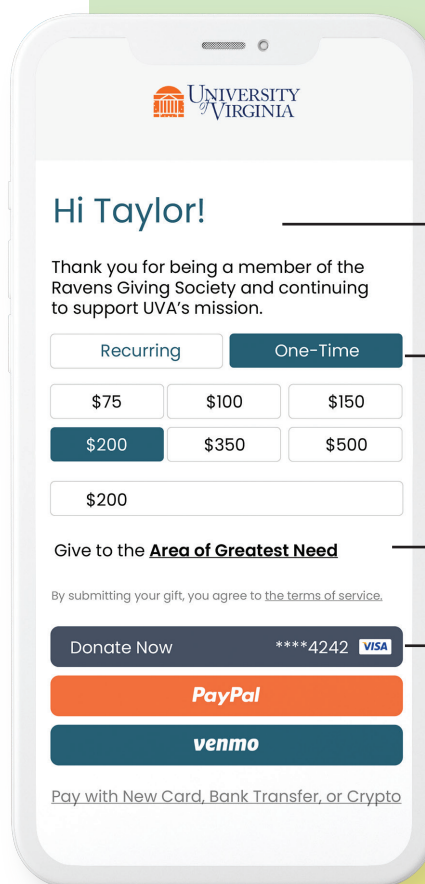 UNIVERSITY
of VIRGINIA
Hi Taylor!
Thank you for being a member of the
Ravens Giving Society and continuing
to support UVA's mission.
Recurring One-Time
$75 $100 $150
$200 $350 $500
$200
Give to the Area of Greatest Need
By submitting your gift, you agree to the terms of service.
Donate Now ****4242 VISA
PayPal
venmo
Pay with New Card, Bank Transfer, or Crypto